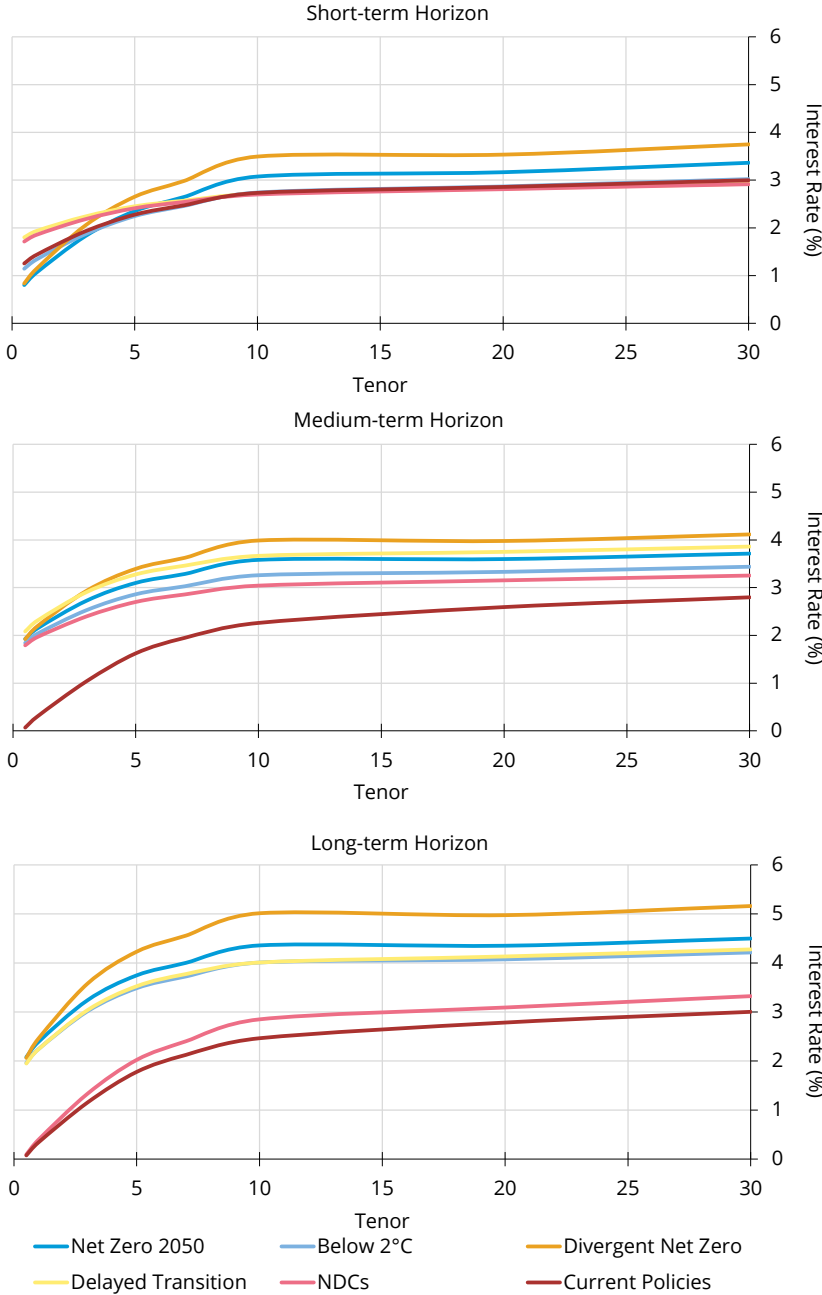 Short-term Horizon
6
5
4
3
2
1
0
Interest Rate (%)
0 5 10 15 20 25 30
Tenor
Medium-term Horizon
6
5
4
3
2
1
0
Interest Rate (%)
0 5 10 15 20 25 30
Tenor
Long-term Horizon
6
5
4
3
2
1
0
Interest Rate (%)
0 5 10 15 20 25 30
Tenor
Net Zero 2050 Below 2°C Divergent Net Zero
Delayed Transition NDCs Current Policies